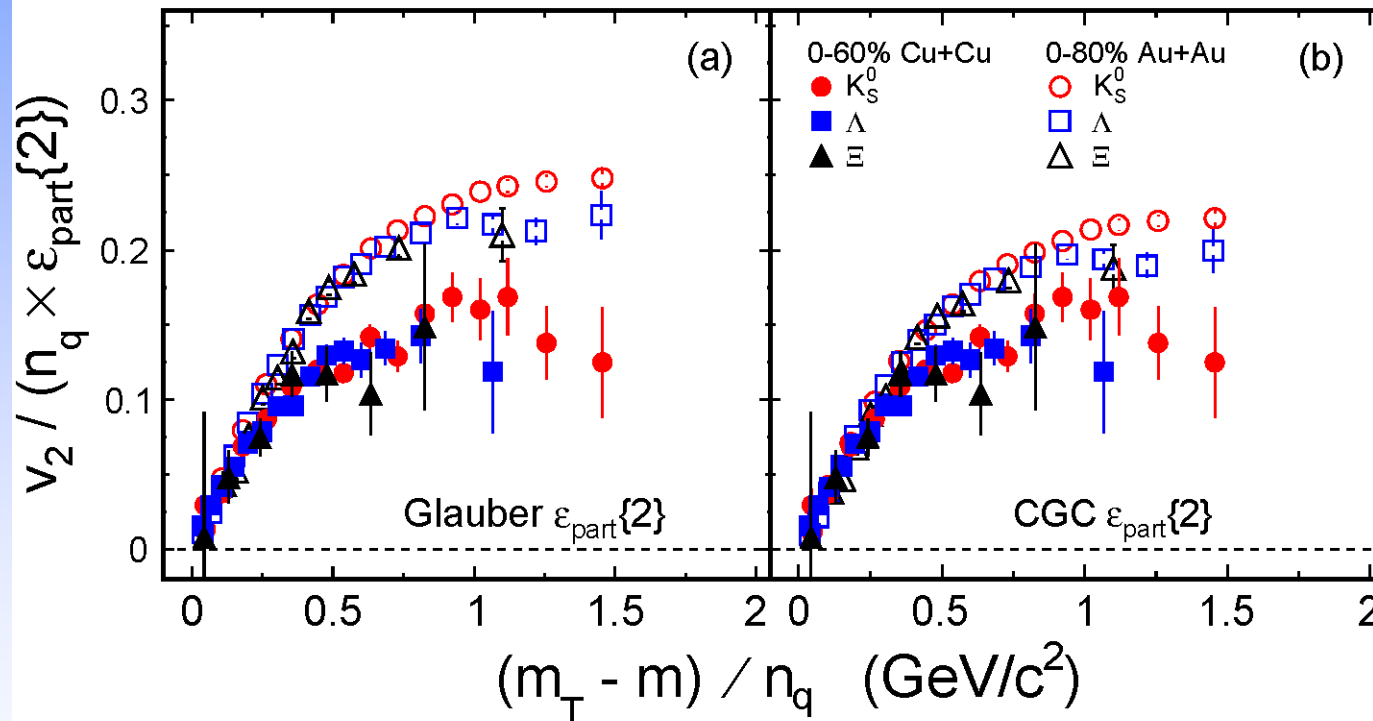 v₂ / (n_q × ε_part{2})
0.3
0.2
0.1
0
(a)
Glauber ε_part{2}
0 0.5 1 1.5 2
(b)
0-60% Cu+Cu 0-80% Au+Au
K⁰_S K⁰_S
Λ Λ
Ξ Ξ
CGC ε_part{2}
0 0.5 1 1.5 2
(m_T - m) / n_q (GeV/c²)